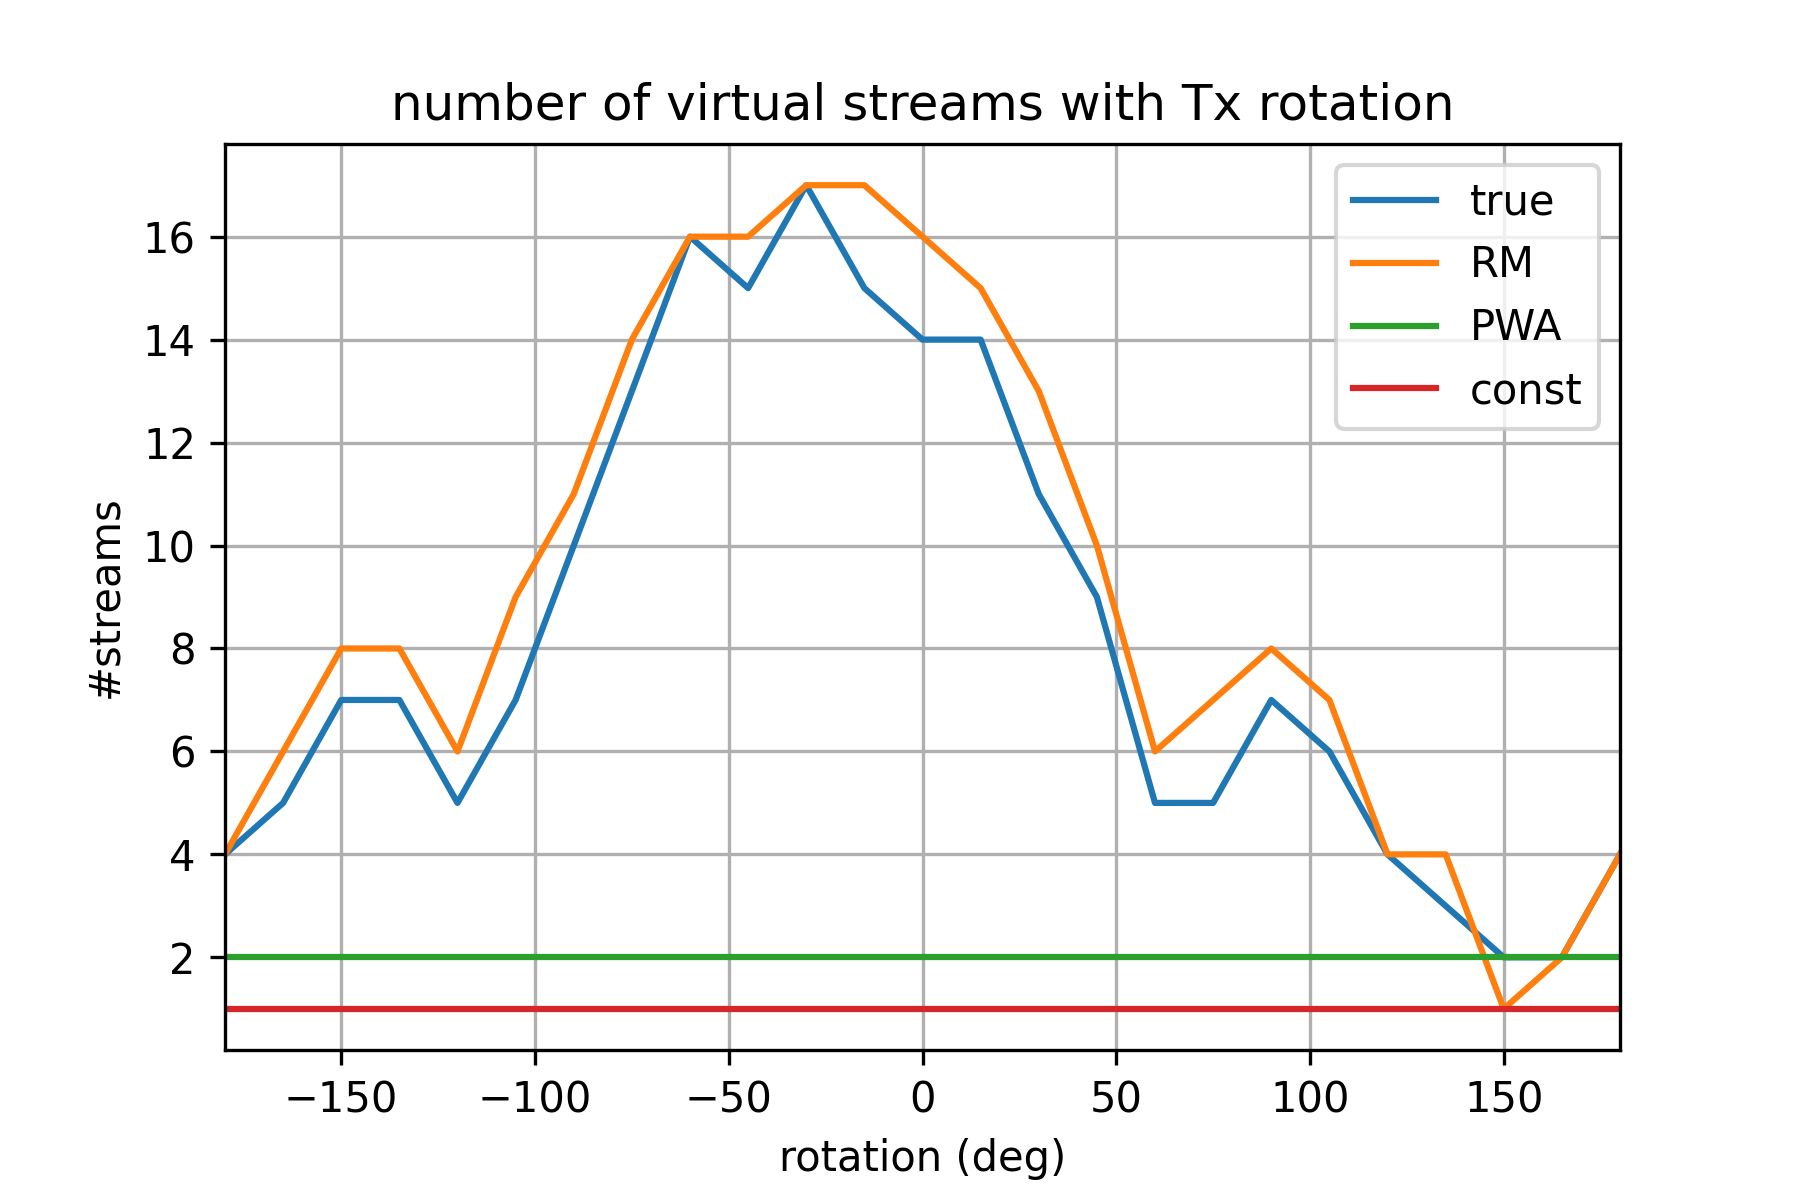 number of virtual streams with Tx rotation
true
RM
PWA
const
#streams
16
14
12
10
8
6
4
2
−150 −100 −50 0 50 100 150
rotation (deg)